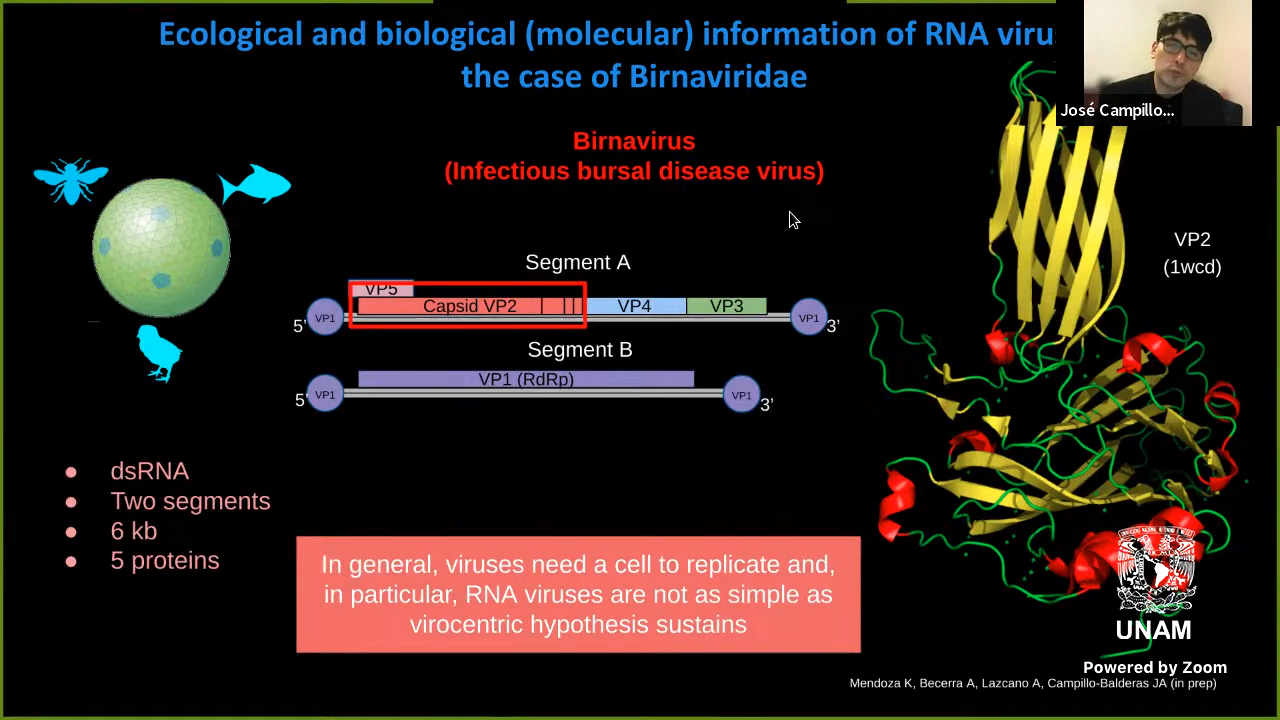 Ecological and biological (molecular) information of RNA
the case of Birnaviridae
José Campillo...
Birnavirus
(Infectious bursal disease virus)
VP2
(1wcd)
Segment A
VP5
Capsid VP2
VP4
VP3
VP1
VP1
5’
3’
Segment B
VP1 (RdRp)
VP1
VP1
5’
3’
● dsRNA
● Two segments
● 6 kb
● 5 proteins
In general, viruses need a cell to replicate and,
in particular, RNA viruses are not as simple as
virocentric hypothesis sustains
UNAM
Powered by Zoom
Mendoza K, Becerra A, Lazcano A, Campillo-Balderas JA (in prep)